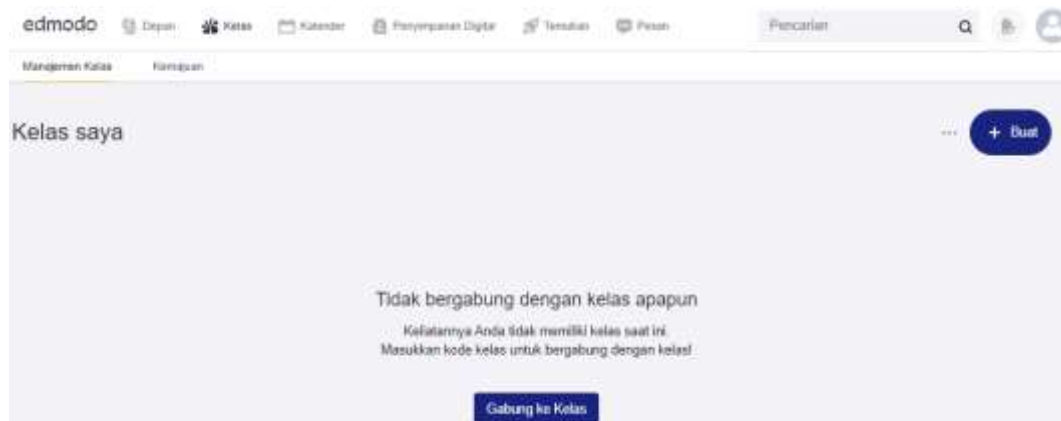 edmodo Depan Kelas Kalender Penyimpanan Digital Temukan Pesan Pencarian
Manajemen Kelas Kemajuan
Kelas saya
... + Buat
Tidak bergabung dengan kelas apapun
Keliatannya Anda tidak memiliki kelas saat ini.
Masukkan kode kelas untuk bergabung dengan kelas!
Gabung ke Kelas